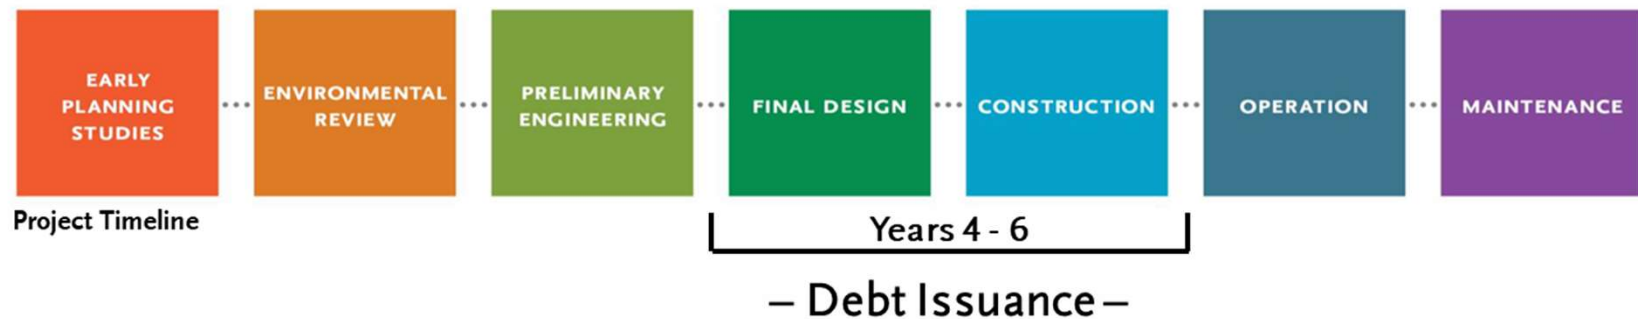 EARLY
PLANNING
STUDIES
ENVIRONMENTAL
REVIEW
PRELIMINARY
ENGINEERING
FINAL DESIGN
CONSTRUCTION
OPERATION
MAINTENANCE
Project Timeline
Years 4 - 6
– Debt Issuance –